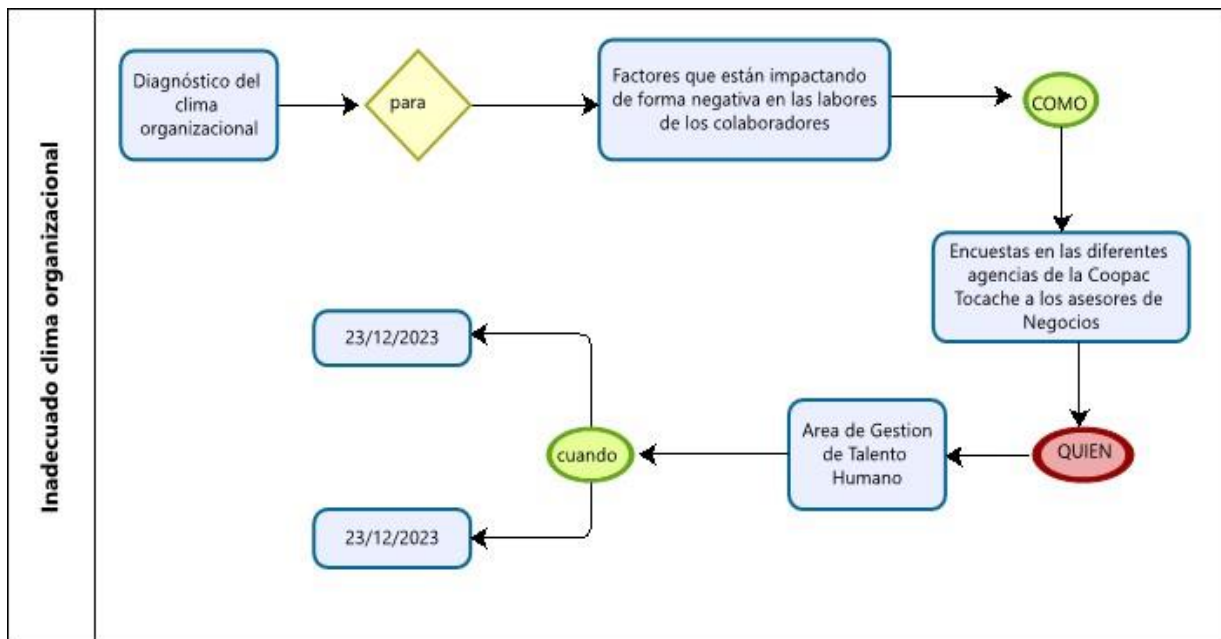 Inadecuado clima organizacional
Diagnóstico del
clima
organizacional
para
Factores que están impactando
de forma negativa en las labores
de los colaboradores
COMO
Encuestas en las diferentes
agencias de la Coopac
Tocache a los asesores de
Negocios
QUIEN
Area de Gestion
de Talento
Humano
cuando
23/12/2023
23/12/2023